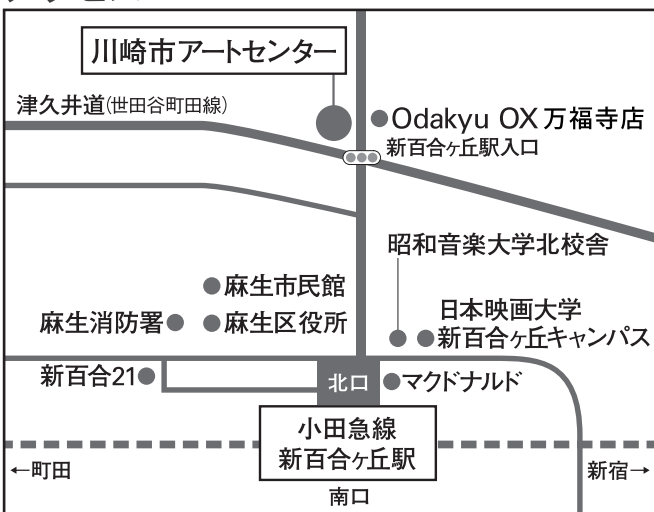 川崎市アートセンター
津久井道(世田谷町田線)
Odakyu OX 万福寺店
新百合ヶ丘駅入口
昭和音楽大学北校舎
麻生市民館
日本映画大学
新百合ヶ丘キャンパス
麻生消防署
麻生区役所
新百合21
北口
マクドナルド
小田急線
新百合ヶ丘駅
←町田
新宿→
南口